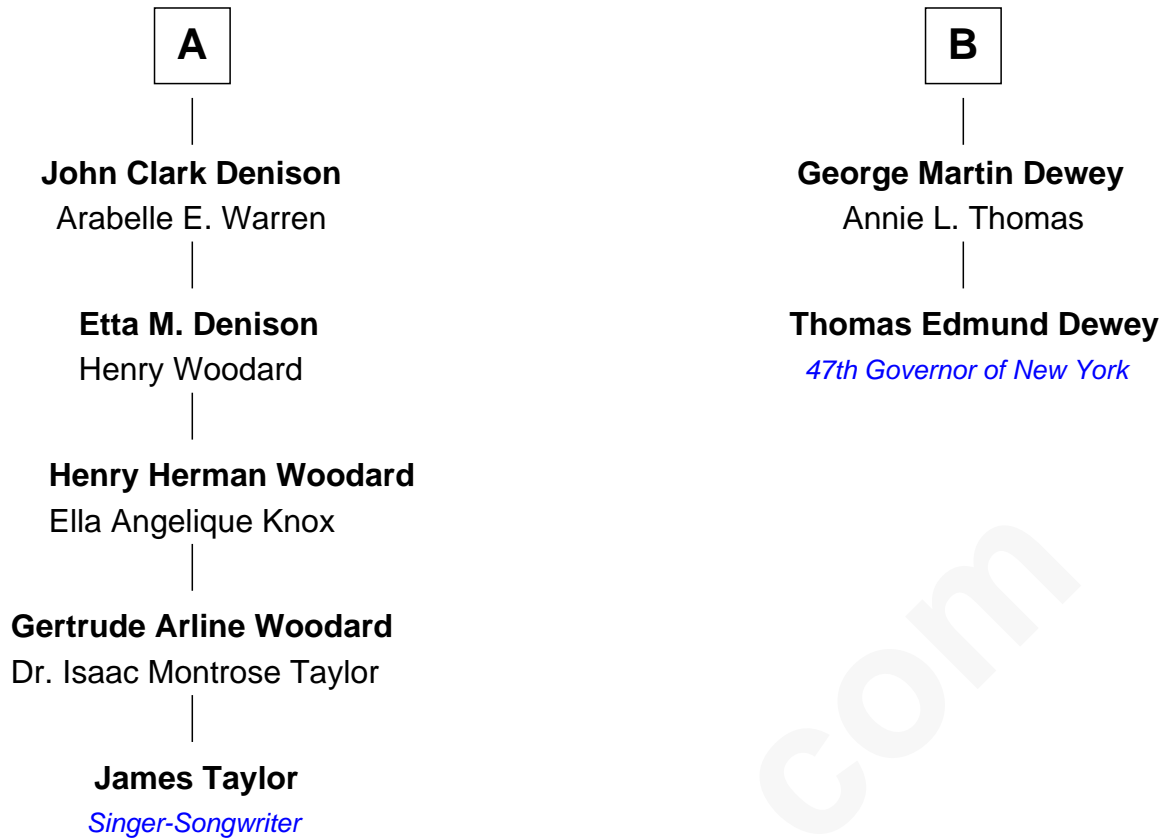 A
John Clark Denison
Arabelle E. Warren
Etta M. Denison
Henry Woodard
Henry Herman Woodard
Ella Angelique Knox
Gertrude Arline Woodard
Dr. Isaac Montrose Taylor
James Taylor
Singer-Songwriter
B
George Martin Dewey
Annie L. Thomas
Thomas Edmund Dewey
47th Governor of New York
com